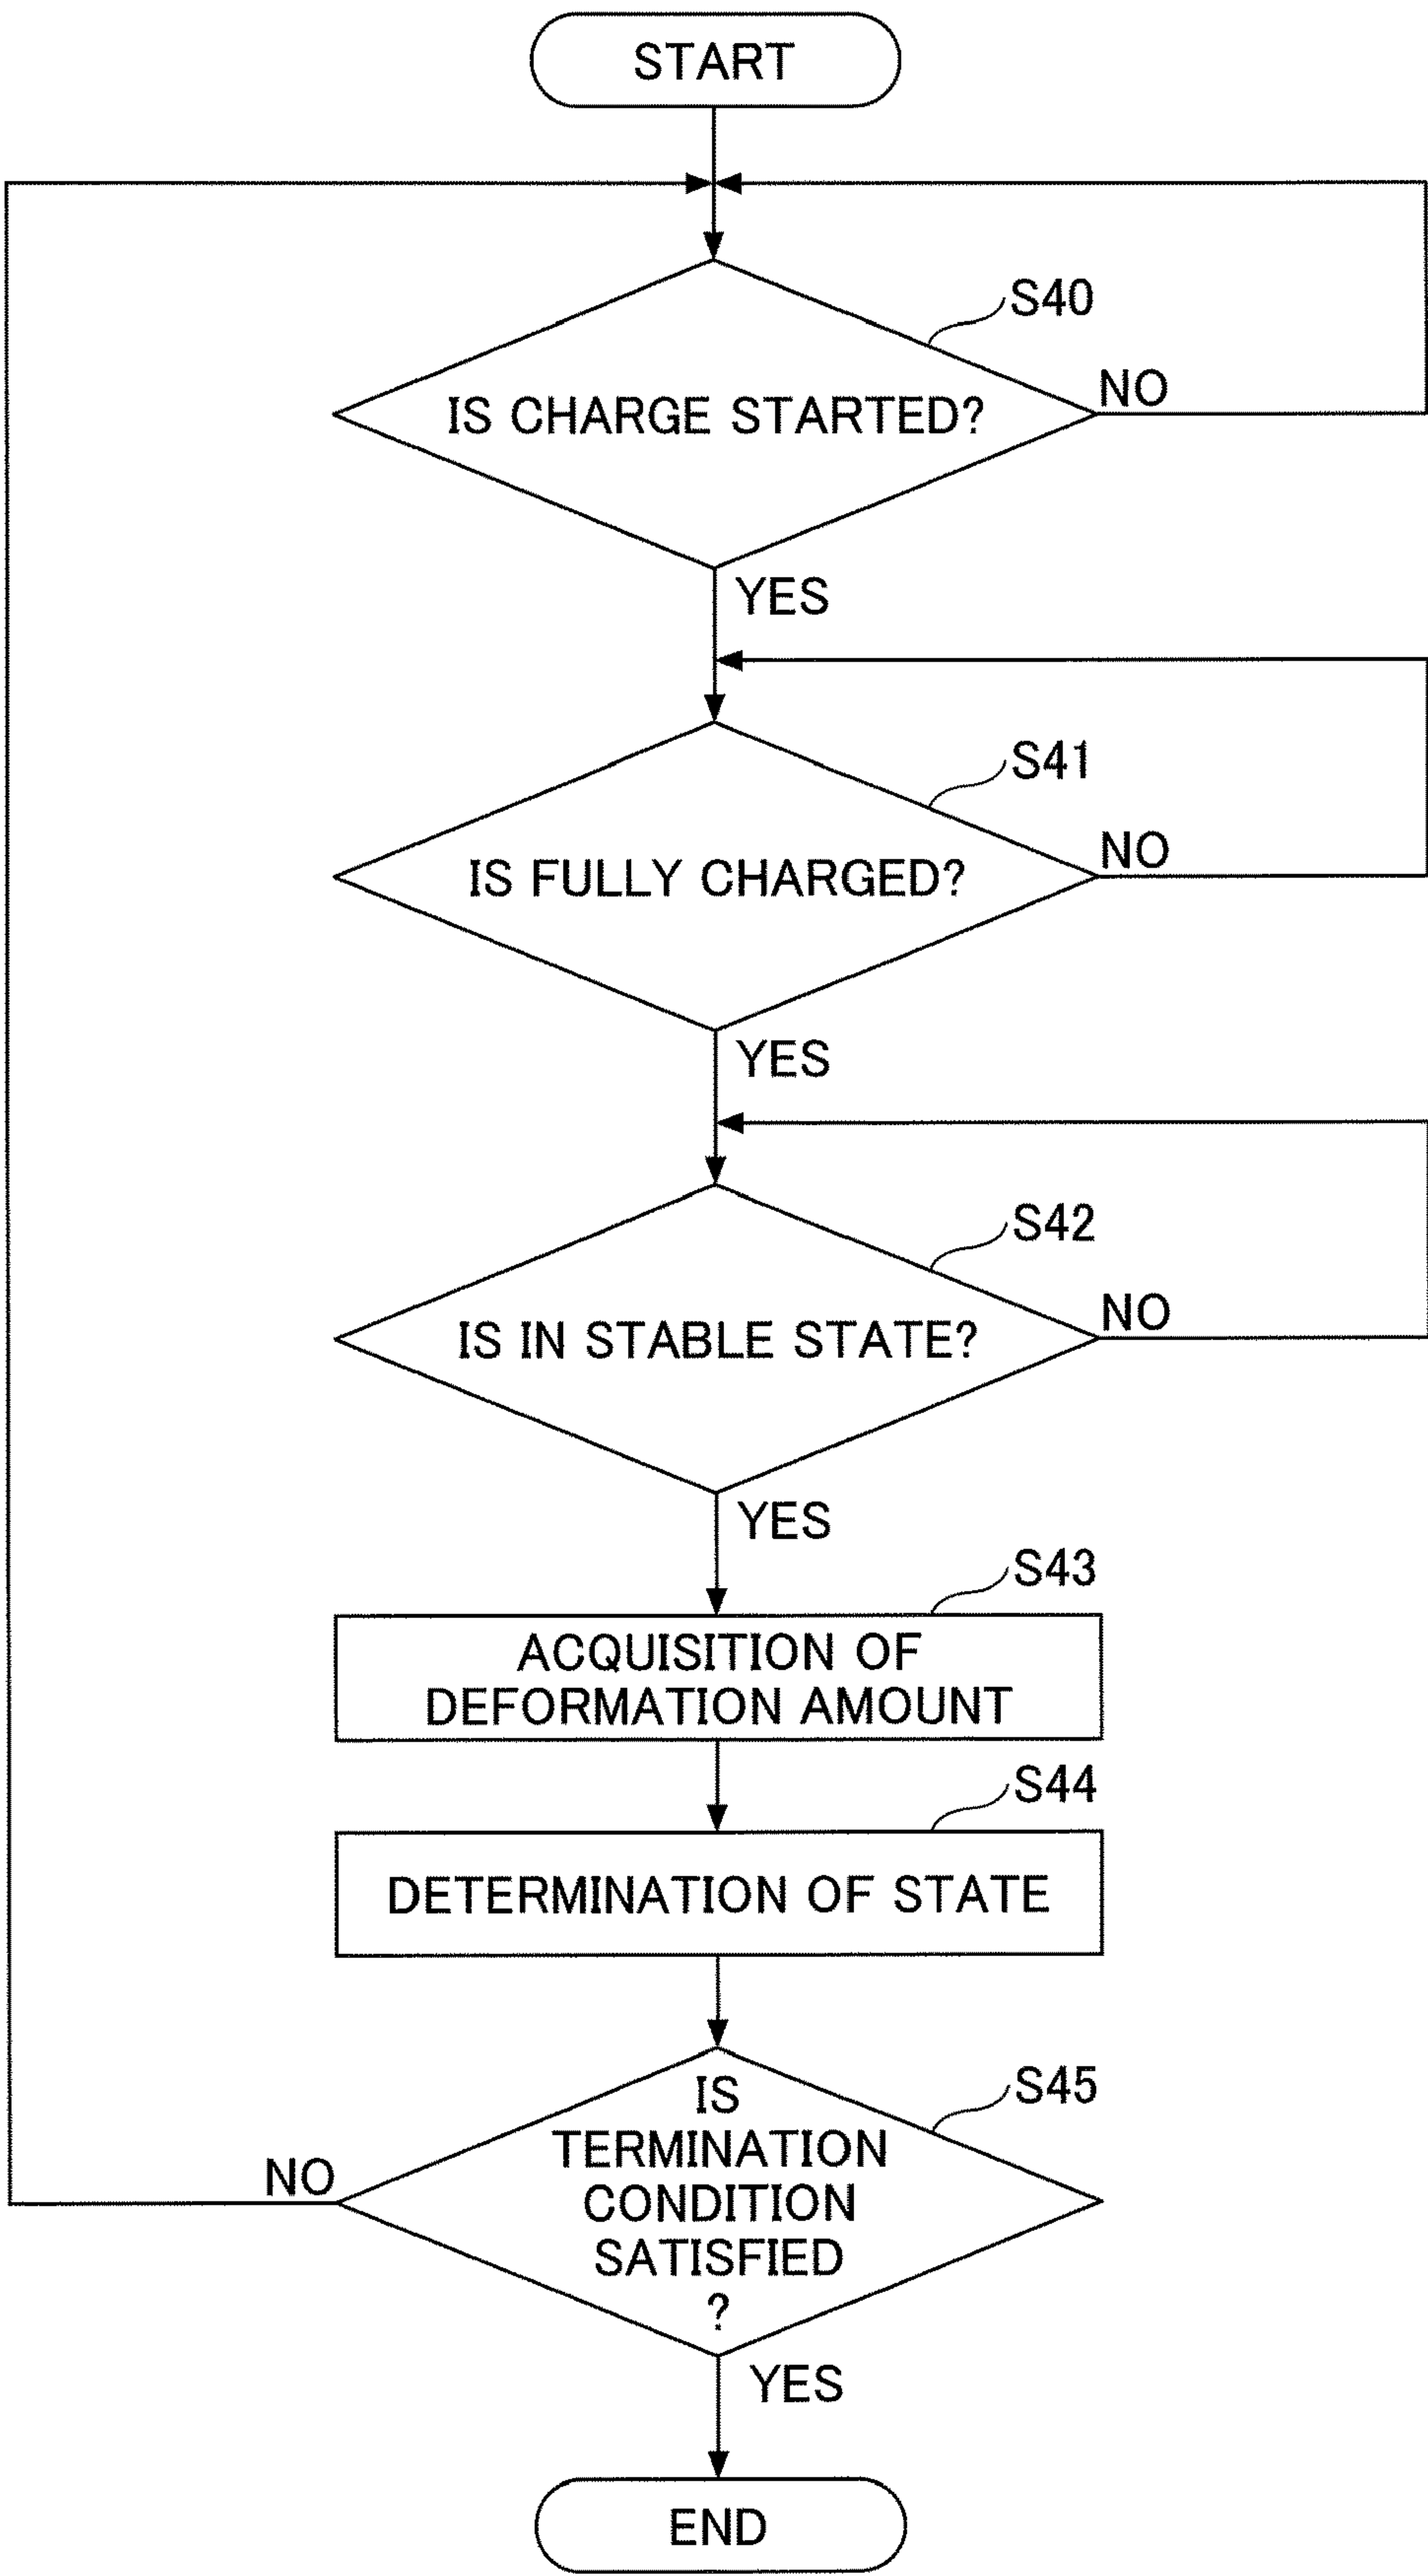 START
S40
IS CHARGE STARTED?
NO
YES
S41
IS FULLY CHARGED?
NO
YES
S42
IS IN STABLE STATE?
NO
YES
S43
ACQUISITION OF
DEFORMATION AMOUNT
S44
DETERMINATION OF STATE
S45
IS
TERMINATION
CONDITION
SATISFIED
?
NO
YES
END